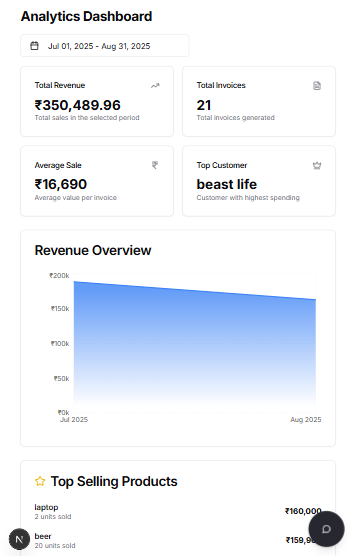 Analytics Dashboard
Jul 01, 2025 - Aug 31, 2025
Total Revenue
₹350,489.96
Total sales in the selected period
Total Invoices
21
Total invoices generated
Average Sale
₹16,690
Average value per invoice
Top Customer
beast life
Customer with highest spending
Revenue Overview
₹200k
₹150k
₹100k
₹50k
₹0k
Jul 2025
Aug 2025
Top Selling Products
laptop
₹160,000
2 units sold
beer
20 units sold
N